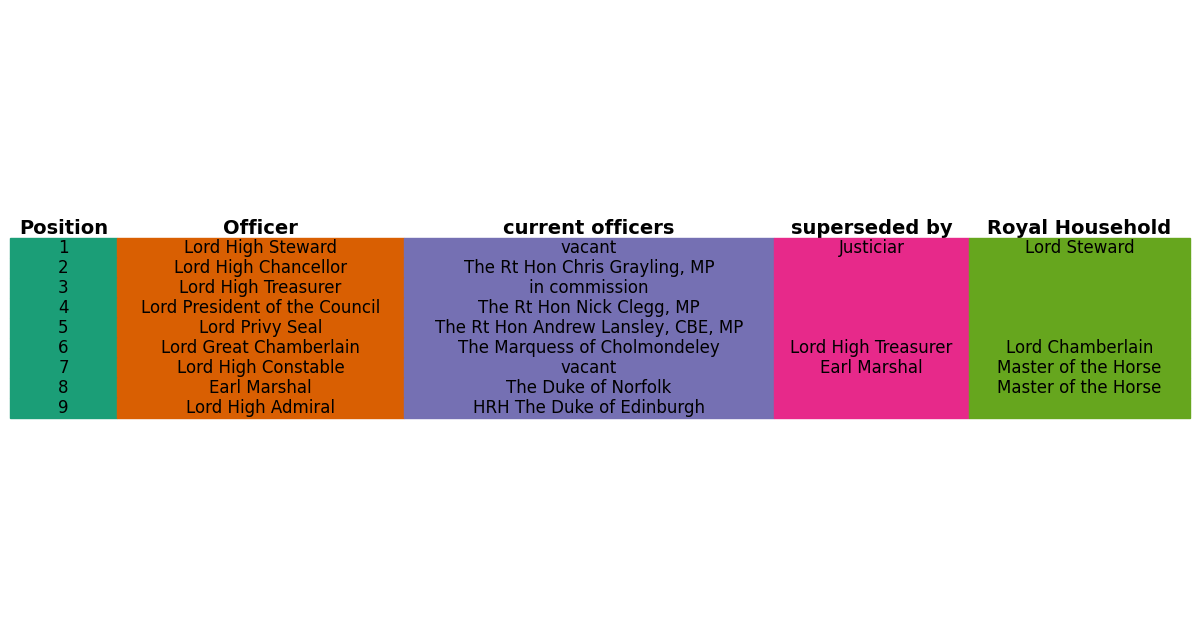 Position Officer current officers superseded by Royal Household
1 Lord High Steward vacant Justiciar Lord Steward
2 Lord High Chancellor The Rt Hon Chris Grayling, MP
3 Lord High Treasurer in commission
4 Lord President of the Council The Rt Hon Nick Clegg, MP
5 Lord Privy Seal The Rt Hon Andrew Lansley, CBE, MP
6 Lord Great Chamberlain The Marquess of Cholmondeley Lord High Treasurer Lord Chamberlain
7 Lord High Constable vacant Earl Marshal Master of the Horse
8 Earl Marshal The Duke of Norfolk Master of the Horse
9 Lord High Admiral HRH The Duke of Edinburgh